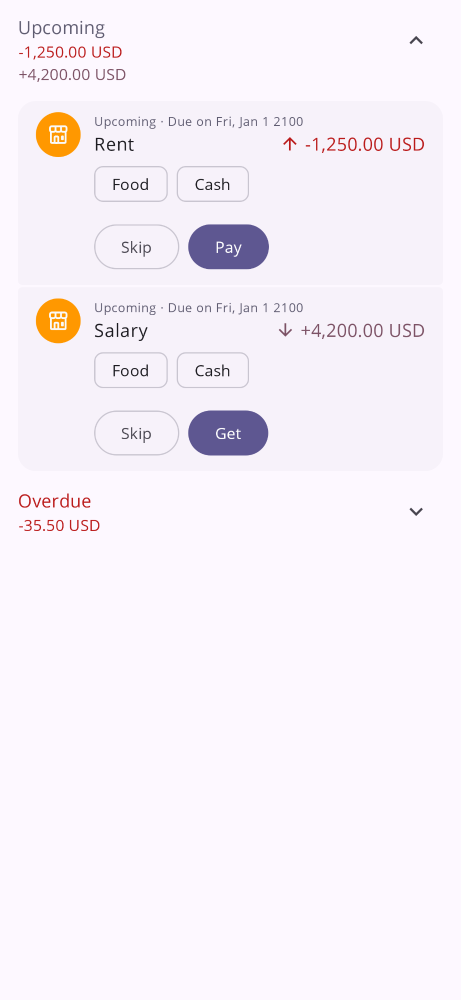 Upcoming
-1,250.00 USD
+4,200.00 USD
Upcoming · Due on Fri, Jan 1 2100
Rent
-1,250.00 USD
Food
Cash
Skip
Pay
Upcoming · Due on Fri, Jan 1 2100
Salary
+4,200.00 USD
Food
Cash
Skip
Get
Overdue
-35.50 USD